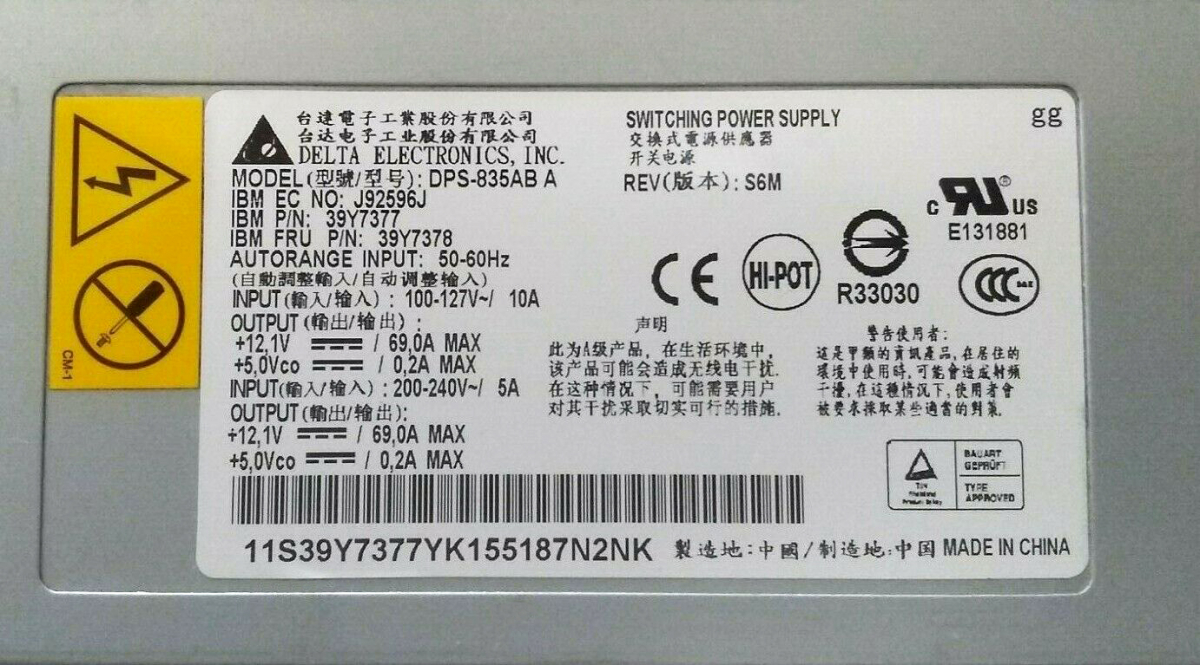 台達電子工業股份有限公司
台达电子工业股份有限公司
DELTA ELECTRONICS, INC.
MODEL(型號/型号): DPS-835AB A
IBM EC NO: J92596J
IBM P/N: 39Y7377
IBM FRU P/N: 39Y7378
AUTORANGE INPUT: 50-60Hz
(自動調整輸入/自动调整输入)
INPUT(輸入/输入): 100-127V~/ 10A
OUTPUT(輸出/输出):
+12,1V / 69,0A MAX
+5,0Vco / 0,2A MAX
INPUT(輸入/输入): 200-240V~/ 5A
OUTPUT(輸出/输出):
+12,1V / 69,0A MAX
+5,0Vco / 0,2A MAX
SWITCHING POWER SUPPLY
交換式電源供應器
开关电源
REV(版本): S6M
gg
c RU ® US
E131881
CE
HI-POT
R33030
CCC
S&E
声明
此为A级产品, 在生活环境中,
该产品可能会造成无线电干扰.
在这种情况下, 可能需要用户
对其干扰采取切实可行的措施.
警告使用者:
這是甲類的資訊產品, 在居住的
環境中使用時, 可能會造成射頻
干擾, 在這種情況下, 使用者會
被要求採取某些適當的對策.
TÜV
Rheinland
Product Safety
BAUART
GEPRÜFT
TYPE
APPROVED
CM-1
11S39Y7377YK155187N2NK
製造地:中國/制造地:中国 MADE IN CHINA